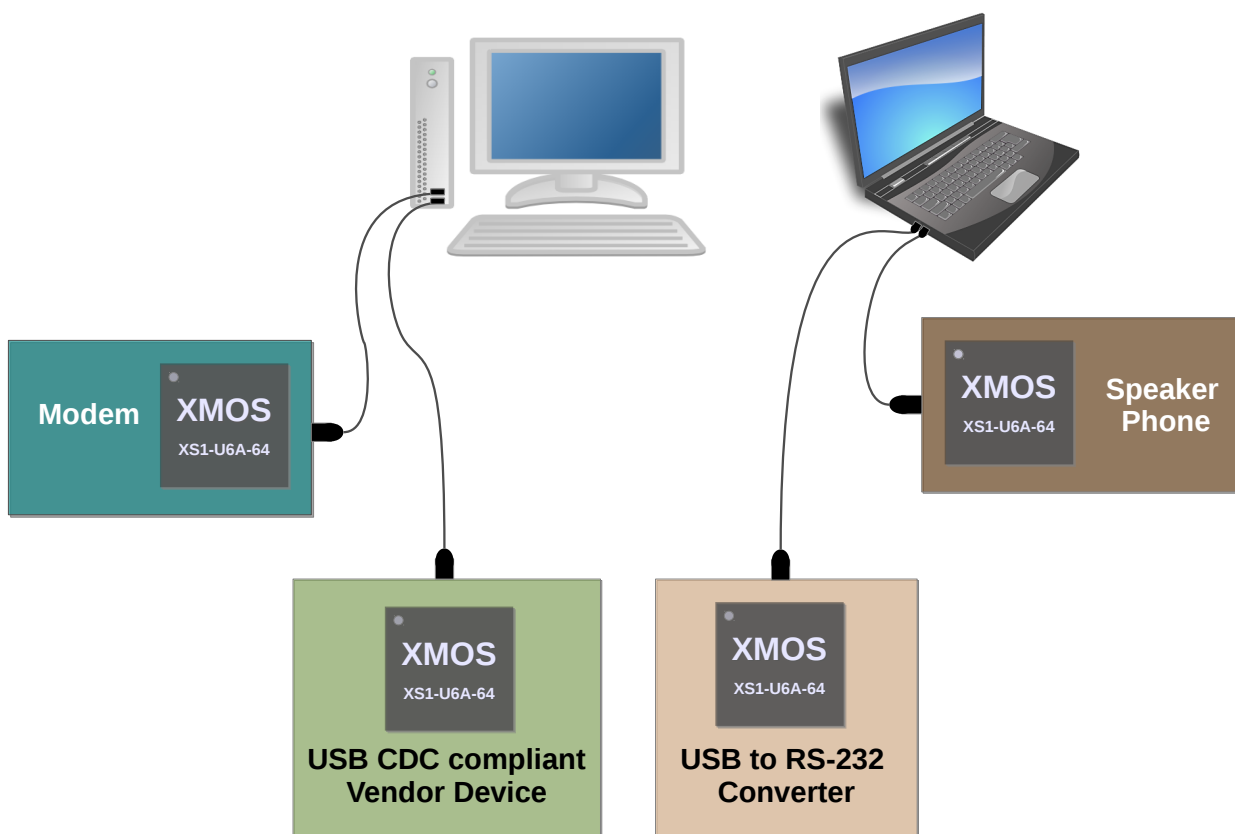 Modem
XMOS
XS1-U6A-64
XMOS
XS1-U6A-64
Speaker
Phone
XMOS
XS1-U6A-64
USB CDC compliant
Vendor Device
XMOS
XS1-U6A-64
USB to RS-232
Converter